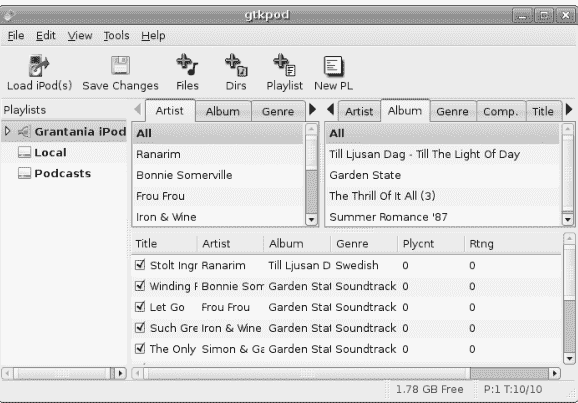 gtkpod
File Edit View Tools Help
Load iPod(s) Save Changes Files Dirs Playlist New PL
Playlists
Grantania iPod
Local
Podcasts
Artist Album Genre
All
Ranarim
Bonnie Somerville
Frou Frou
Iron & Wine
Artist Album Genre Comp. Title
All
Till Ljusan Dag - Till The Light Of Day
Garden State
The Thrill Of It All (3)
Summer Romance '87
Title Artist Album Genre Plycnt Rtng
Stolt Ingr Ranarim Till Ljusan D Swedish 0 0
Winding F Bonnie Som Garden Stat Soundtrack 0 0
Let Go Frou Frou Garden Stat Soundtrack 0 0
Such Gre Iron & Wine Garden Stat Soundtrack 0 0
The Only Simon & Ga Garden Stat Soundtrack 0 0
1.78 GB Free P:1 T:10/10